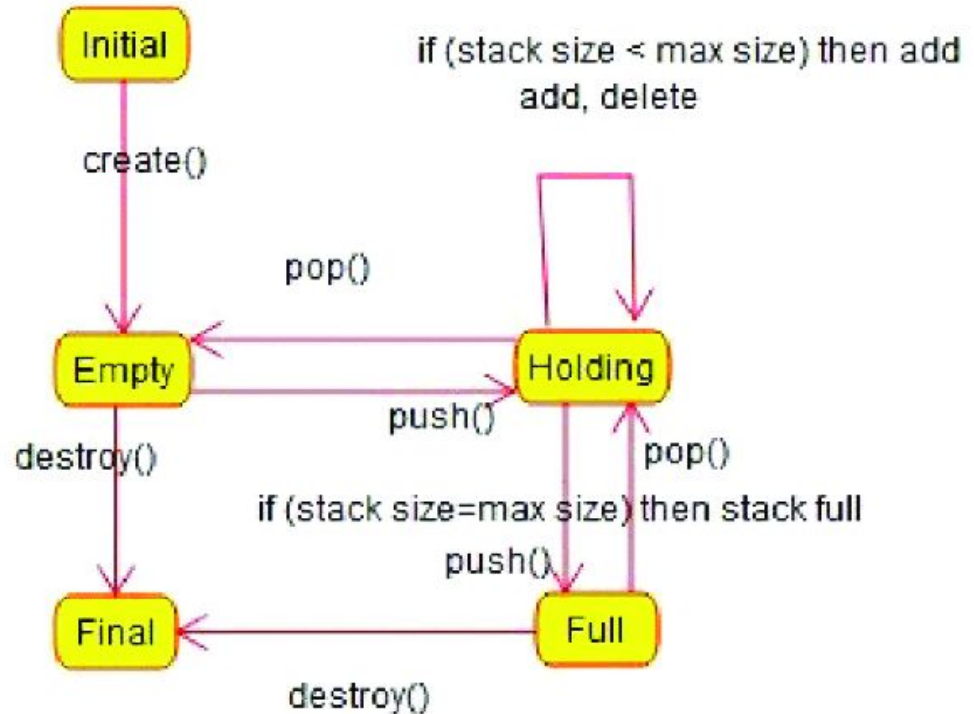 Initial
if (stack size < max size) then add
add, delete
create()
pop()
Empty
Holding
push()
destroy()
pop()
if (stack size=max size) then stack full
push()
Final
Full
destroy()